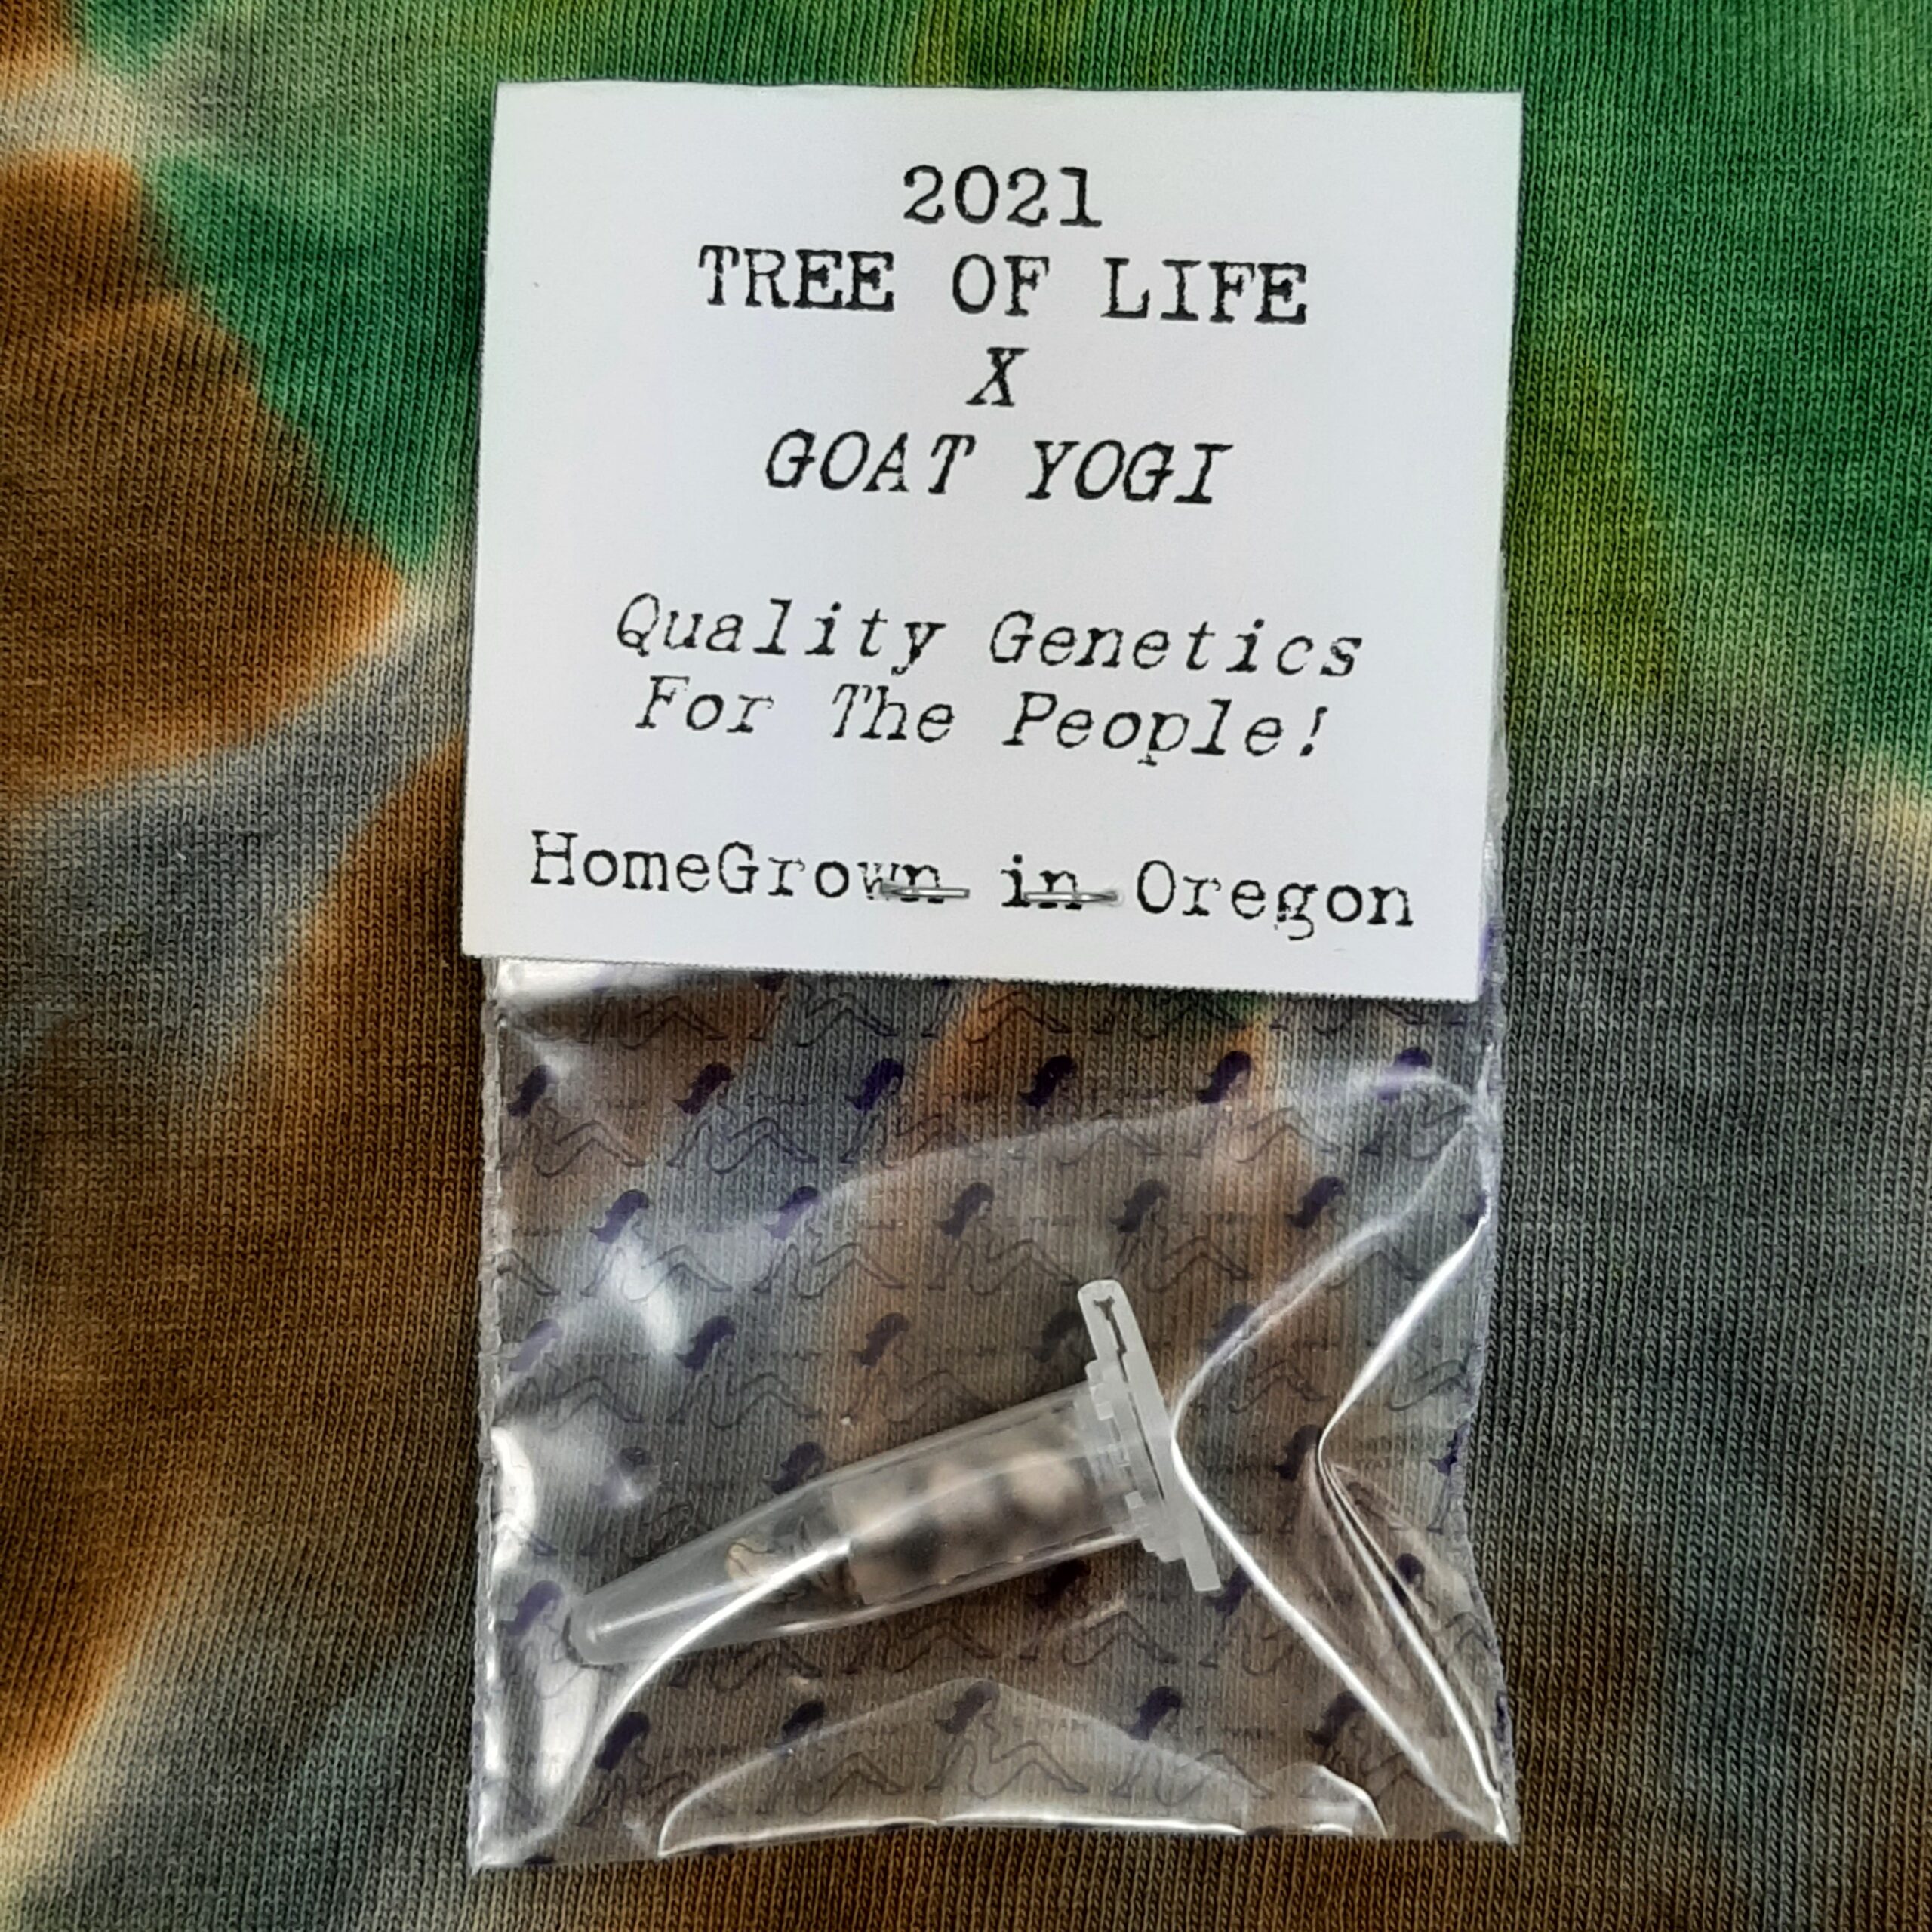 2021
TREE OF LIFE
X
GOAT YOGI
Quality Genetics
For The People!
HomeGrown in Oregon